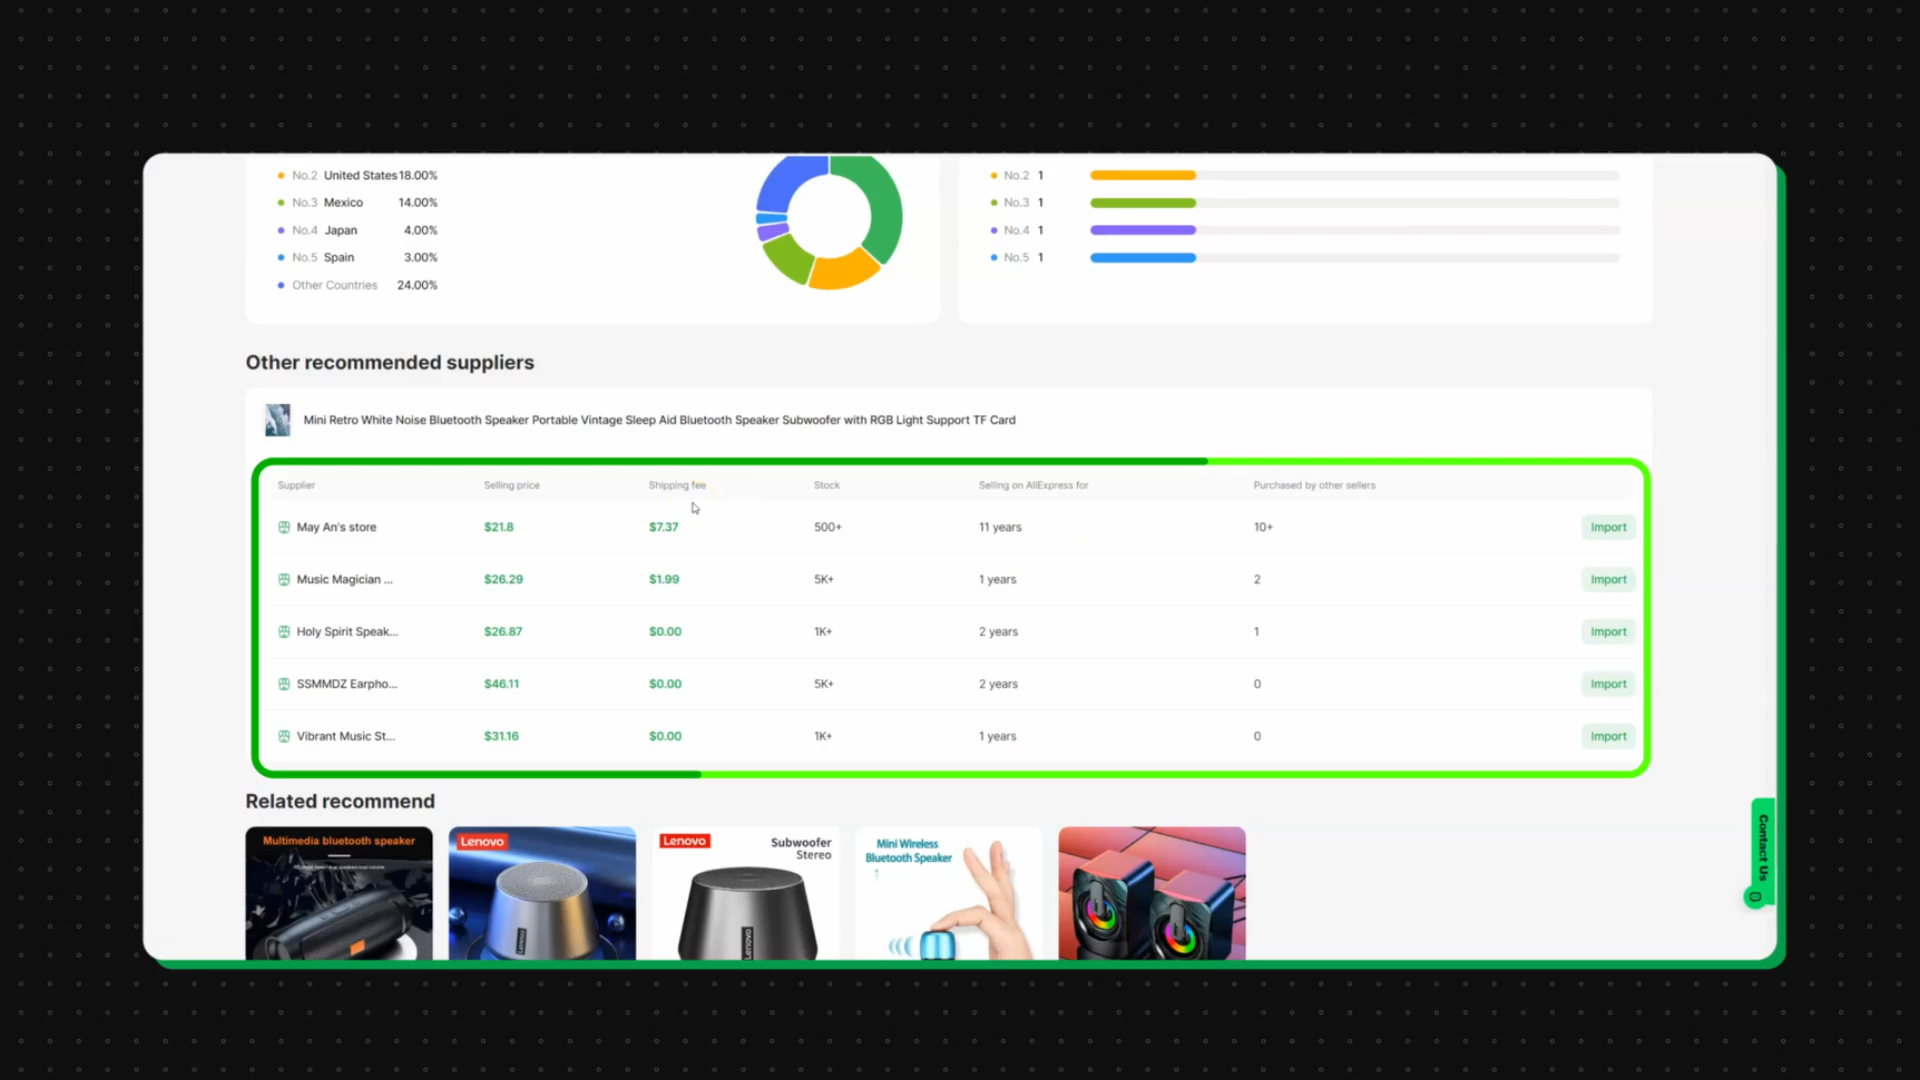 No.2 United States 18.00%
No.3 Mexico 14.00%
No.4 Japan 4.00%
No.5 Spain 3.00%
Other Countries 24.00%
No.2 1
No.3 1
No.4 1
No.5 1
Other recommended suppliers
Mini Retro White Noise Bluetooth Speaker Portable Vintage Sleep Aid Bluetooth Speaker Subwoofer with RGB Light Support TF Card
Supplier Selling price Shipping fee Stock Selling on AliExpress for Purchased by other sellers
May An's store $21.8 $7.37 500+ 11 years 10+ Import
Music Magician ... $26.29 $1.99 5K+ 1 years 2 Import
Holy Spirit Speak... $26.87 $0.00 1K+ 2 years 1 Import
SSMMDZ Earpho... $46.11 $0.00 5K+ 2 years 0 Import
Vibrant Music St... $31.16 $0.00 1K+ 1 years 0 Import
Related recommend
Multimedia bluetooth speaker
Lenovo
Lenovo
Lenovo
Subwoofer
Stereo
Lenovo
Mini Wireless
Bluetooth Speaker
Contact Us